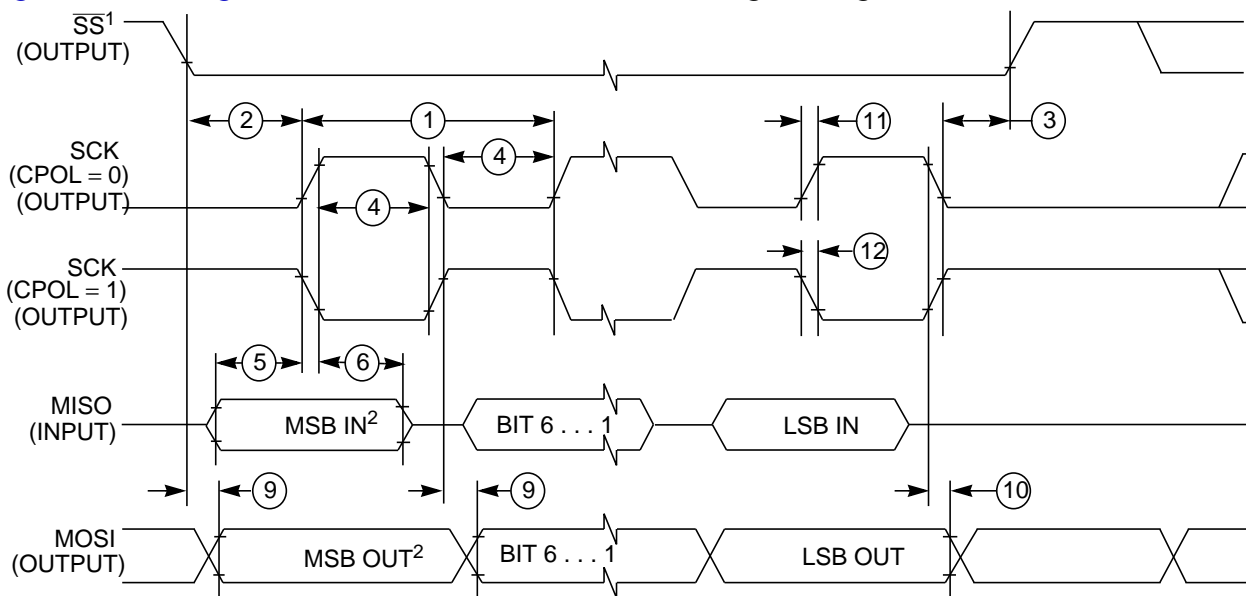 SS1
(OUTPUT)
2
1
11
3
SCK
(CPOL = 0)
(OUTPUT)
4
4
12
SCK
(CPOL = 1)
(OUTPUT)
5
6
MISO
(INPUT)
MSB IN2
BIT 6 . . . 1
LSB IN
9
9
10
MOSI
(OUTPUT)
MSB OUT2
BIT 6 . . . 1
LSB OUT